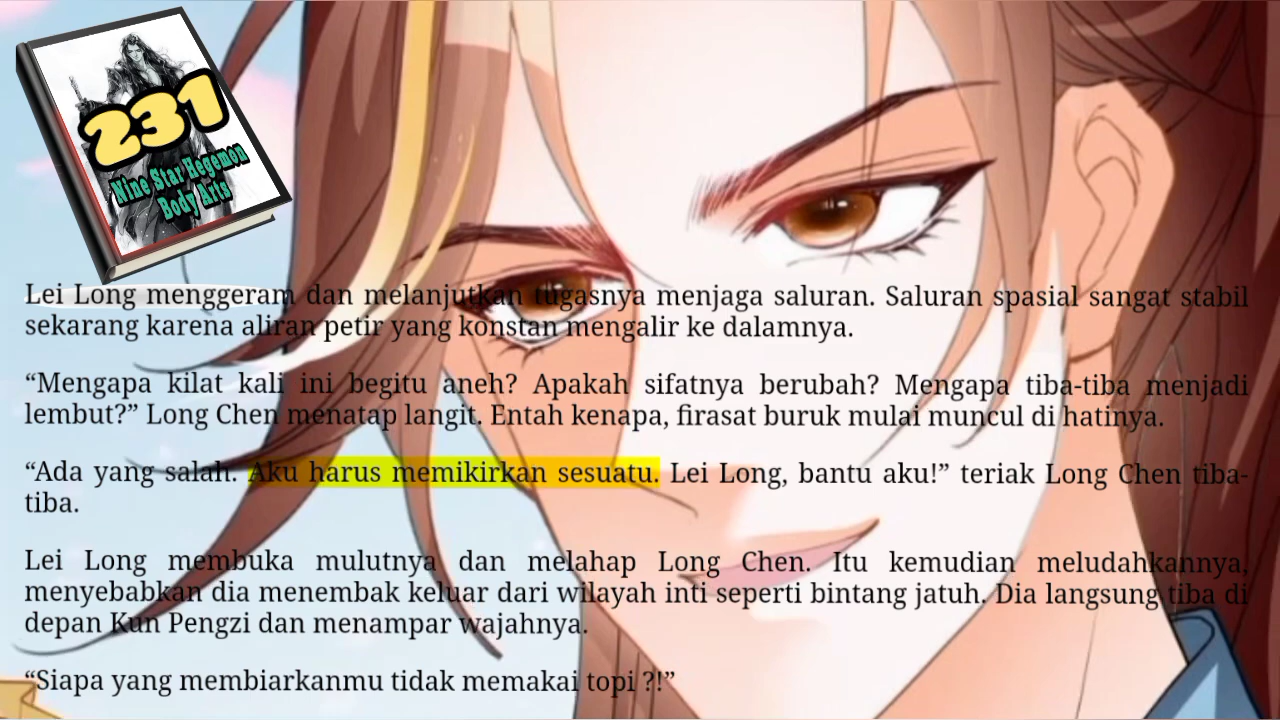 231
Nine Star Hegemon
Body Arts
Lei Long menggeram dan melanjutkan tugasnya menjaga saluran. Saluran spasial sangat stabil
sekarang karena aliran petir yang konstan mengalir ke dalamnya.
“Mengapa kilat kali ini begitu aneh? Apakah sifatnya berubah? Mengapa tiba-tiba menjadi
lembut?” Long Chen menatap langit. Entah kenapa, firasat buruk mulai muncul di hatinya.
“Ada yang salah. Aku harus memikirkan sesuatu. Lei Long, bantu aku!” teriak Long Chen tiba-
tiba.
Lei Long membuka mulutnya dan melahap Long Chen. Itu kemudian meludahkannya,
menyebabkan dia menembak keluar dari wilayah inti seperti bintang jatuh. Dia langsung tiba di
depan Kun Pengzi dan menampar wajahnya.
“Siapa yang membiarkanmu tidak memakai topi ?!”